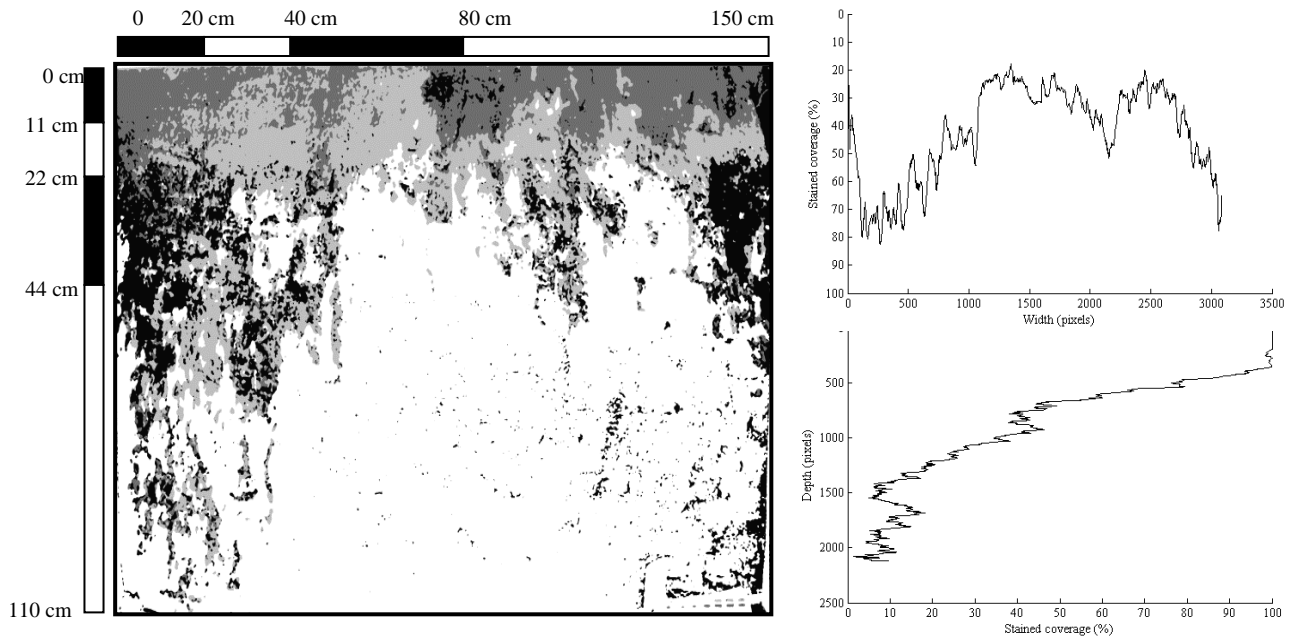 0 20 cm 40 cm 80 cm 150 cm
0 cm
11 cm
22 cm
44 cm
110 cm
0
10
20
30
40
50
60
70
80
90
100
Stained coverage (%)
0 500 1000 1500 2000 2500 3000 3500
Width (pixels)
500
1000
1500
2000
2500
Depth (pixels)
0 10 20 30 40 50 60 70 80 90 100
Stained coverage (%)